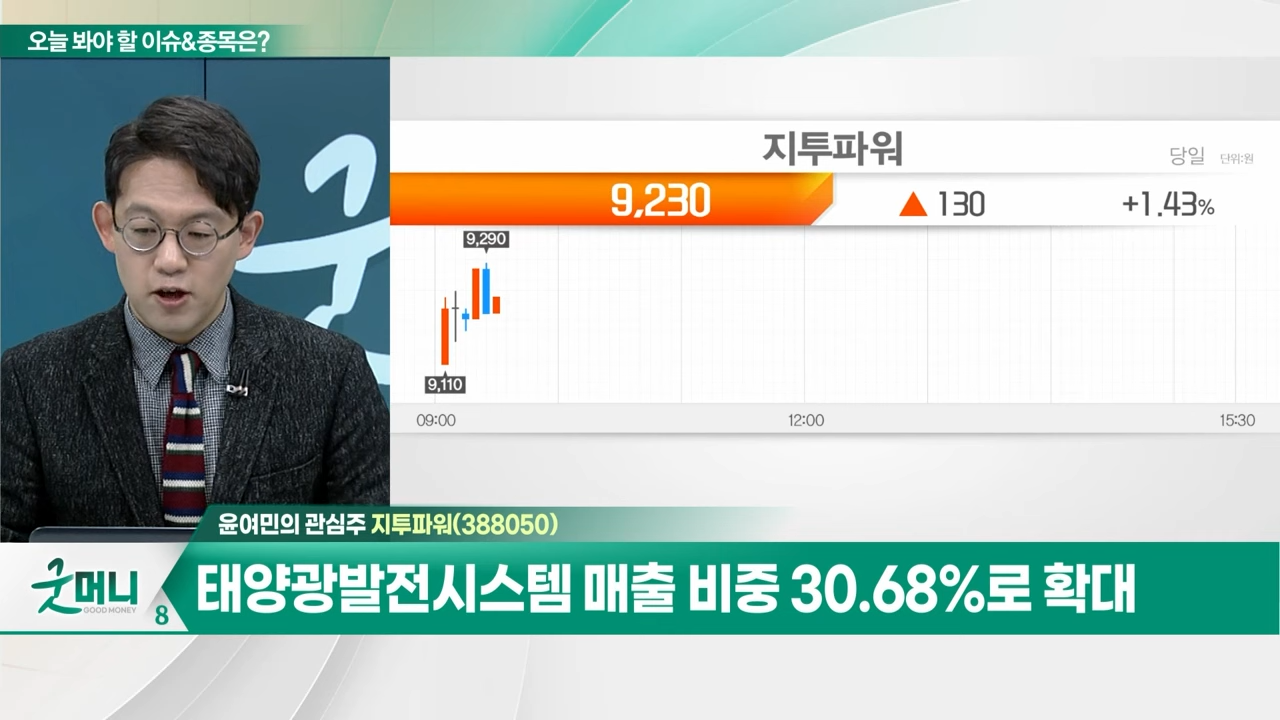 오늘 봐야 할 이슈&종목은?
지투파워
당일 단위:원
9,230 ▲ 130 +1.43%
9,290
9,110
09:00 12:00 15:30
윤여민의 관심주 지투파워(388050)
굿머니
GOOD MONEY
8
태양광발전시스템 매출 비중 30.68%로 확대